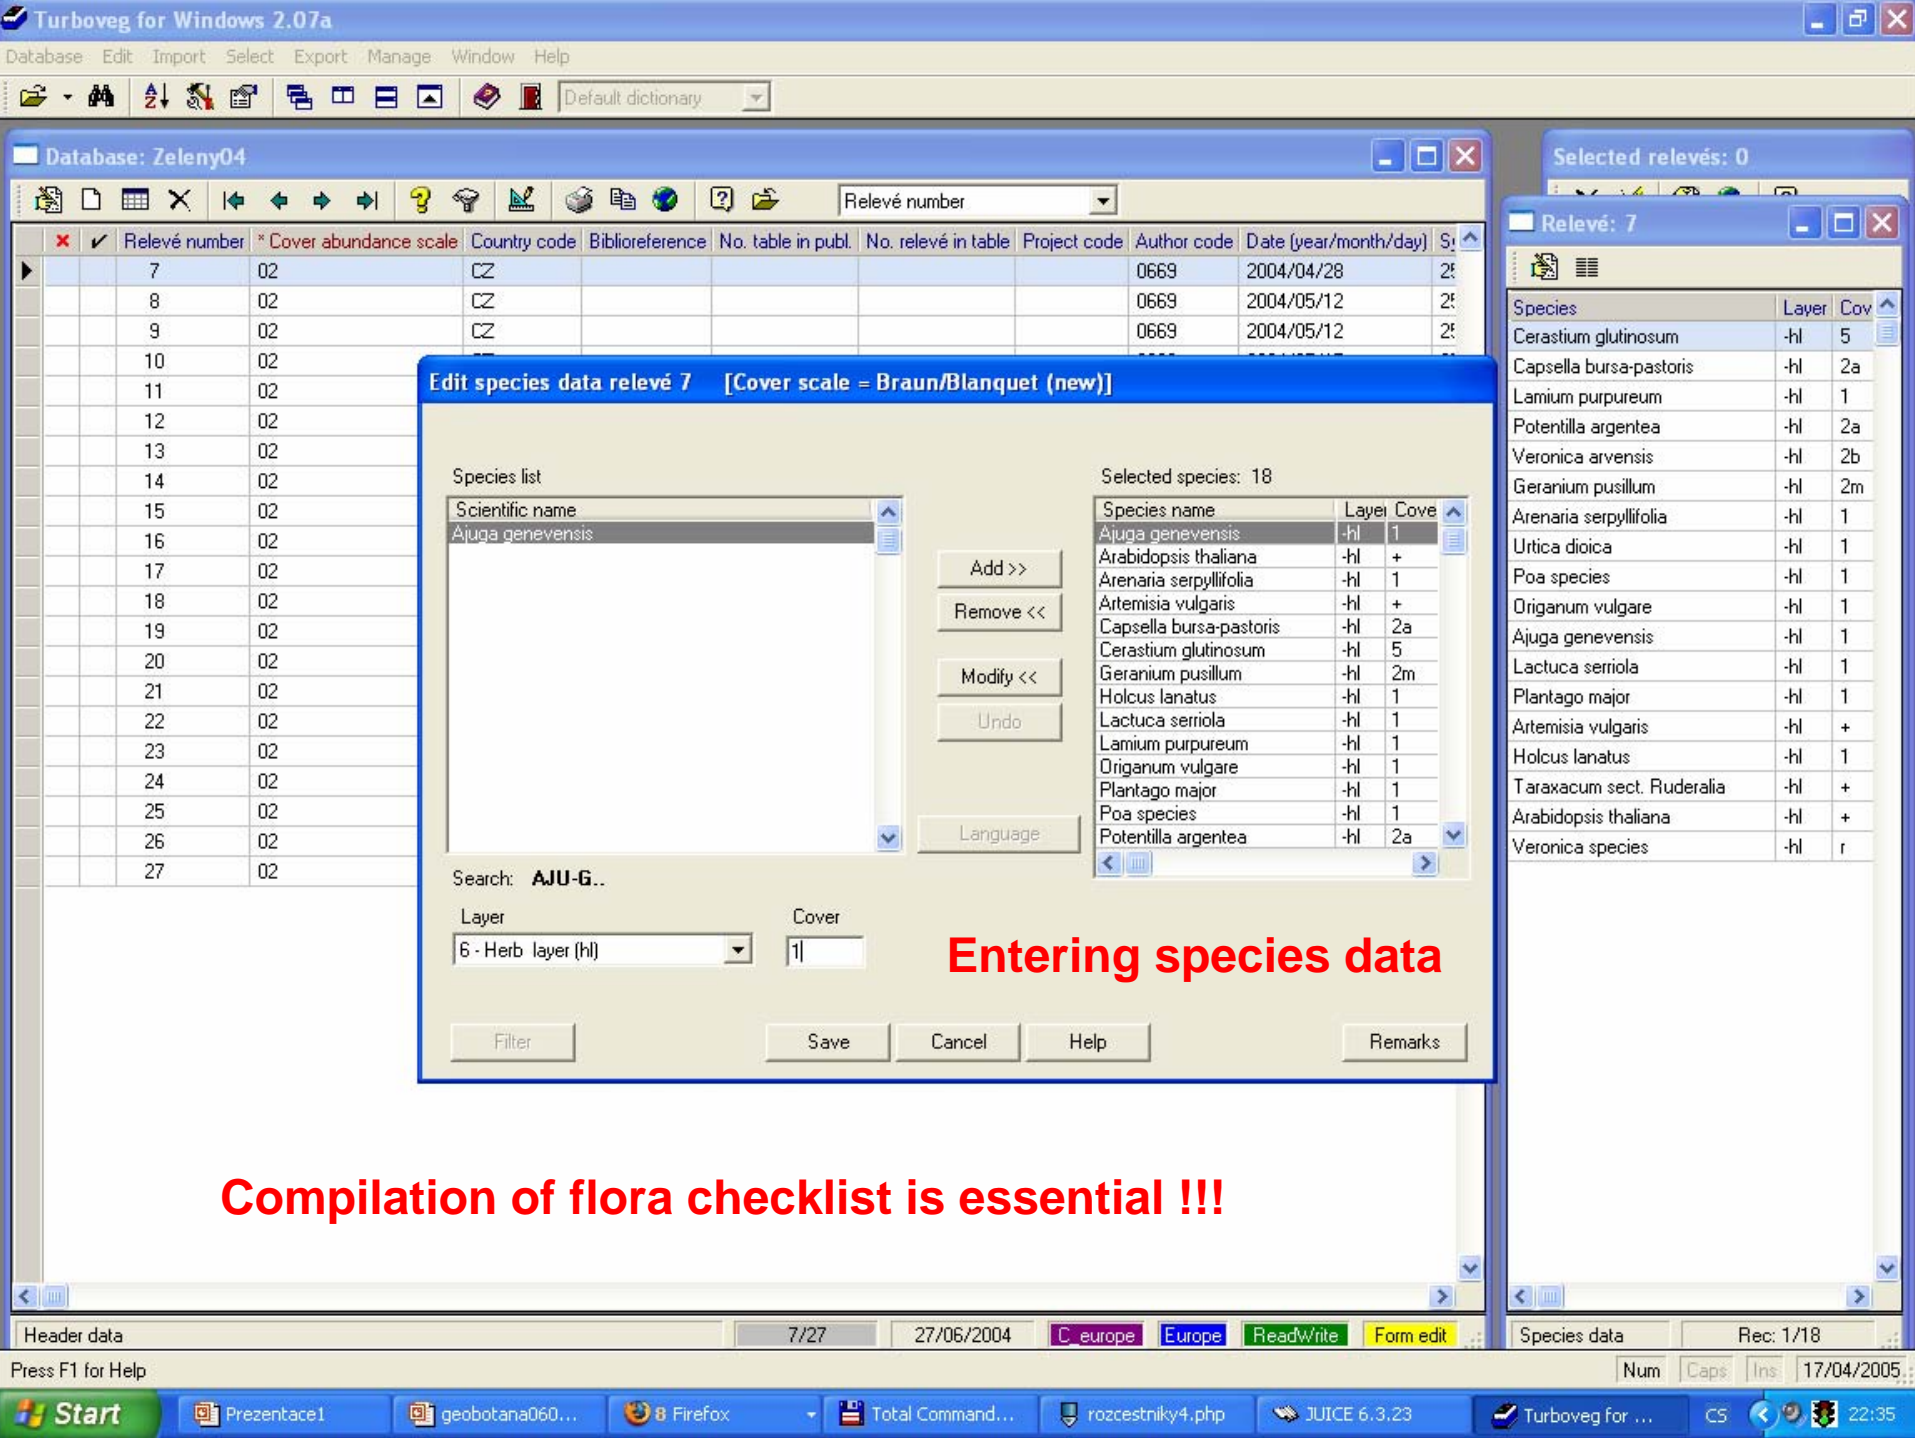 Turboveg for Windows 2.07a
Database Edit Import Select Export Manage Window Help
Default dictionary
Database: Zeleny04
Relevé number
Relevé number * Cover abundance scale Country code Biblioreference No. table in publ. No. relevé in table Project code Author code Date (year/month/day)
7 02 CZ 0669 2004/04/28
8 02 CZ 0669 2004/05/12
9 02 CZ 0669 2004/05/12
10 02
11 02
12 02
13 02
14 02
15 02
16 02
17 02
18 02
19 02
20 02
21 02
22 02
23 02
24 02
25 02
26 02
27 02
Edit species data relevé 7 [Cover scale = Braun/Blanquet (new)]
Species list
Scientific name
Ajuga genevensis
Add >>
Remove <<
Modify <<
Undo
Language
Selected species: 18
Species name Layer Cove
Ajuga genevensis -hl 1
Arabidopsis thaliana -hl +
Arenaria serpyllifolia -hl 1
Artemisia vulgaris -hl +
Capsella bursa-pastoris -hl 2a
Cerastium glutinosum -hl 5
Geranium pusillum -hl 2m
Holcus lanatus -hl 1
Lactuca serriola -hl 1
Lamium purpureum -hl 1
Origanum vulgare -hl 1
Plantago major -hl 1
Poa species -hl 1
Potentilla argentea -hl 2a
Search: AJU-G..
Layer Cover
6 - Herb layer (hl) 1
Entering species data
Filter Save Cancel Help Remarks
Compilation of flora checklist is essential !!!
Header data 7/27 27/06/2004 C_europe Europe ReadWrite Form edit
Selected relevés: 0
Relevé: 7
Species Layer Cov
Cerastium glutinosum -hl 5
Capsella bursa-pastoris -hl 2a
Lamium purpureum -hl 1
Potentilla argentea -hl 2a
Veronica arvensis -hl 2b
Geranium pusillum -hl 2m
Arenaria serpyllifolia -hl 1
Urtica dioica -hl 1
Poa species -hl 1
Origanum vulgare -hl 1
Ajuga genevensis -hl 1
Lactuca serriola -hl 1
Plantago major -hl 1
Artemisia vulgaris -hl +
Holcus lanatus -hl 1
Taraxacum sect. Ruderalia -hl +
Arabidopsis thaliana -hl +
Veronica species -hl r
Species data Rec: 1/18
Press F1 for Help Num Caps Ins 17/04/2005
Start Prezentace1 geobotana060... 8 Firefox Total Command... rozcestniky4.php JUICE 6.3.23 Turboveg for ... CS 22:35